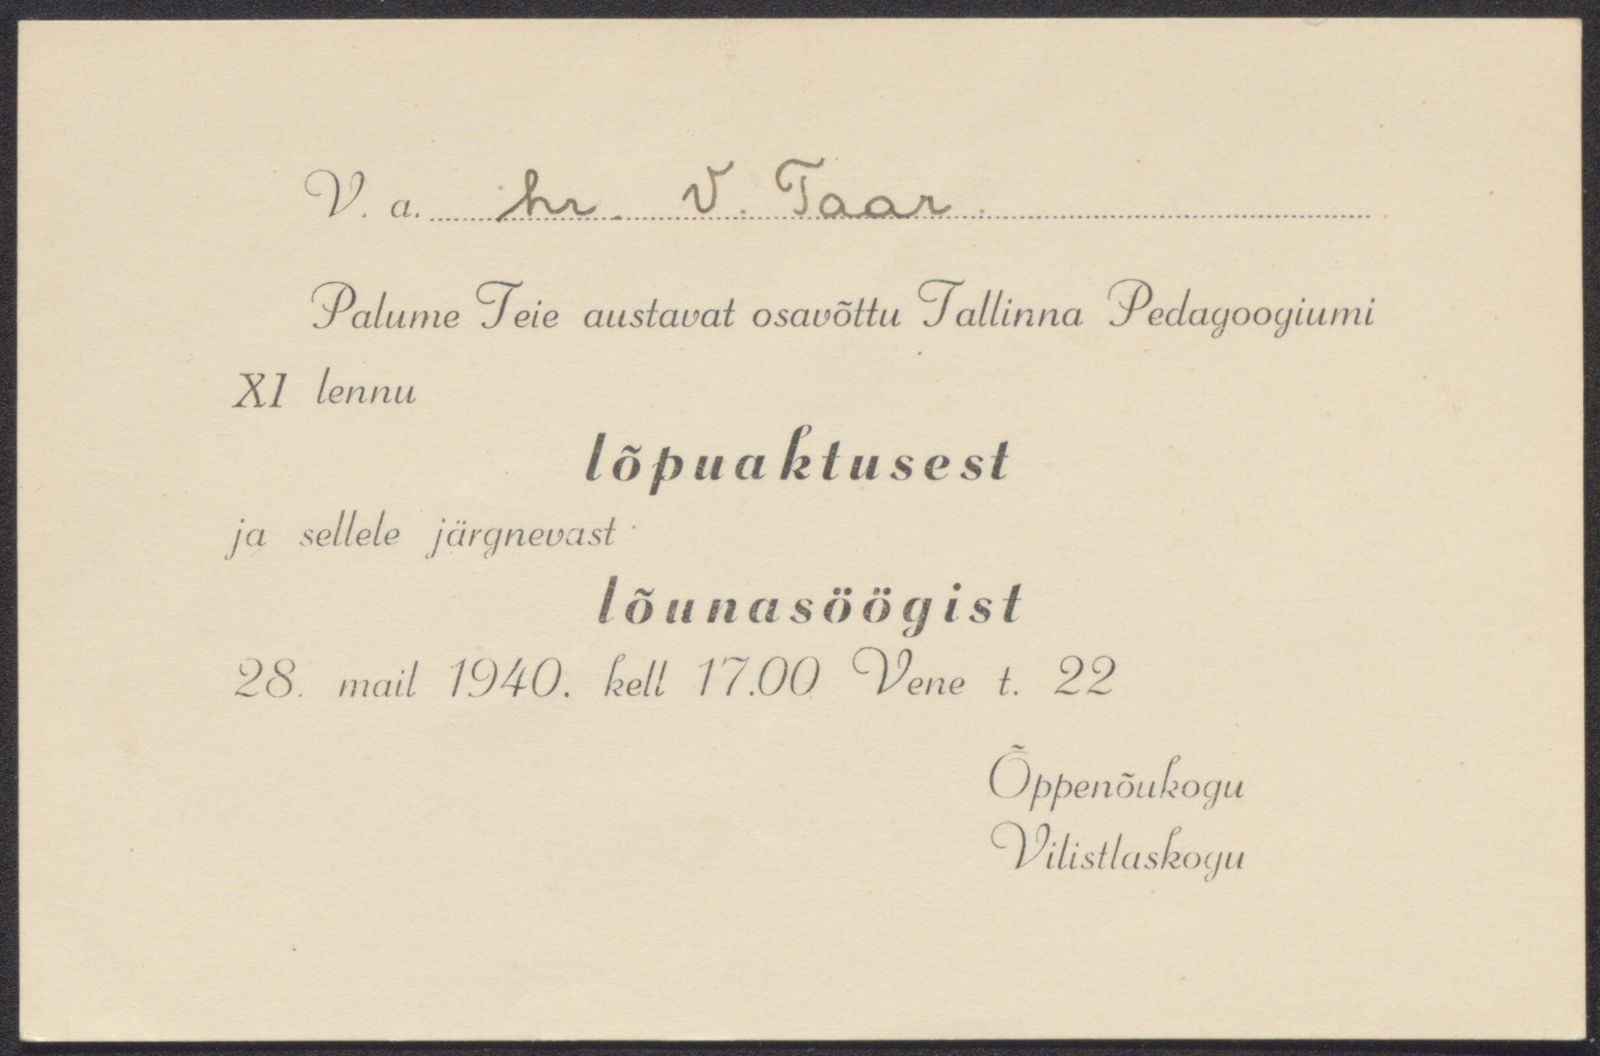 V. a. hr. V. Taar.
Palume Teie austavat osavõttu Tallinna Pedagoogiumi
XI lennu
lõpuaktusest
ja sellele järgnevast
lõunasöögist
28. mail 1940. kell 17.00 Vene t. 22
Õppenõukogu
Vilistlaskogu